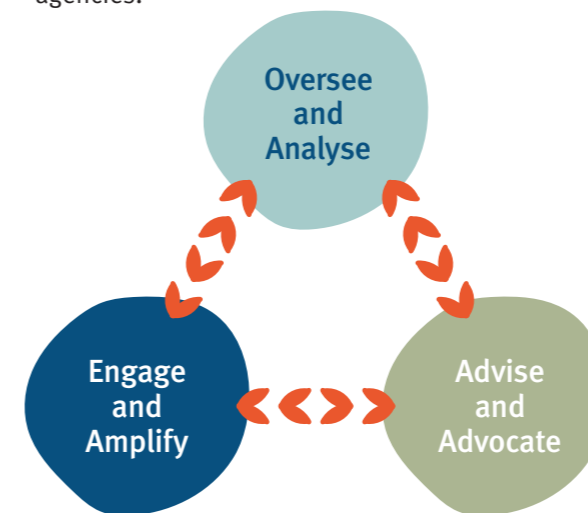 agencies.
Oversee
and
Analyse
Engage
and
Amplify
Advise
and
Advocate